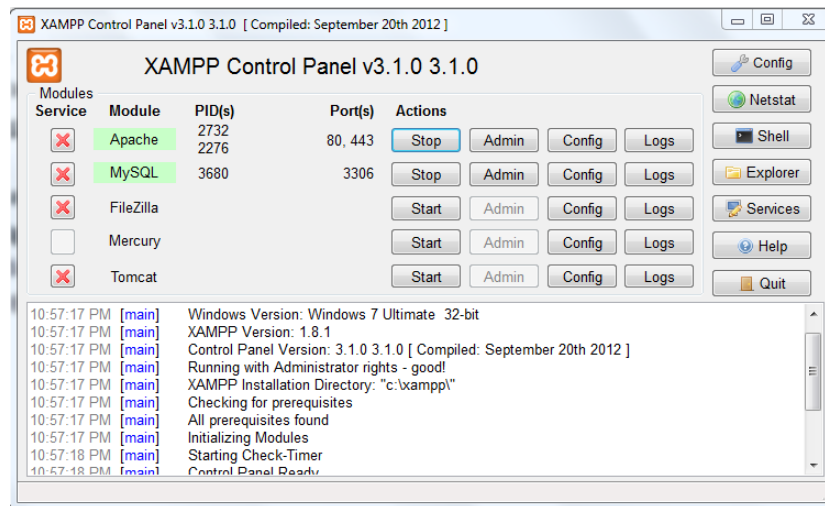 XAMPP Control Panel v3.1.0 3.1.0 [ Compiled: September 20th 2012 ]
XAMPP Control Panel v3.1.0 3.1.0
Config
Modules
Service Module PID(s) Port(s) Actions
Netstat
Apache 2732 2276 80, 443 Stop Admin Config Logs
Shell
MySQL 3680 3306 Stop Admin Config Logs
Explorer
FileZilla Start Admin Config Logs
Services
Mercury Start Admin Config Logs
Help
Tomcat Start Admin Config Logs
Quit
10:57:17 PM [main] Windows Version: Windows 7 Ultimate 32-bit
10:57:17 PM [main] XAMPP Version: 1.8.1
10:57:17 PM [main] Control Panel Version: 3.1.0 3.1.0 [ Compiled: September 20th 2012 ]
10:57:17 PM [main] Running with Administrator rights - good!
10:57:17 PM [main] XAMPP Installation Directory: "c:\xampp\"
10:57:17 PM [main] Checking for prerequisites
10:57:17 PM [main] All prerequisites found
10:57:17 PM [main] Initializing Modules
10:57:18 PM [main] Starting Check-Timer
10:57:18 PM [main] Control Panel Ready